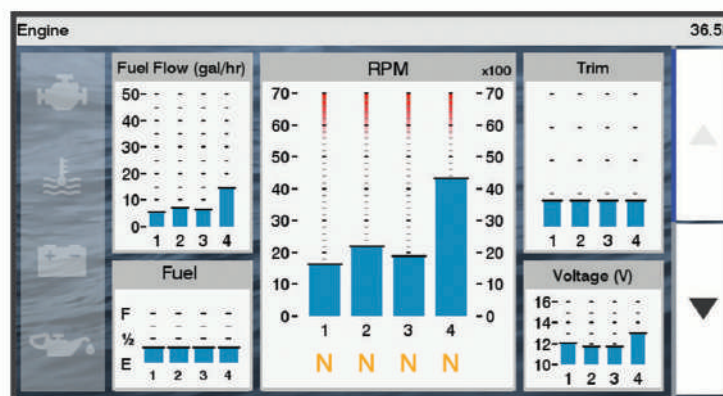 Engine 36.5
Fuel Flow (gal/hr)
50
40
30
20
10
0
1 2 3 4
Fuel
F
½
E
1 2 3 4
RPM x100
70 70
60 60
50 50
40 40
30 30
20 20
10 10
0 0
1 2 3 4
N N N N
Trim
1 2 3 4
Voltage (V)
16
14
12
10
1 2 3 4